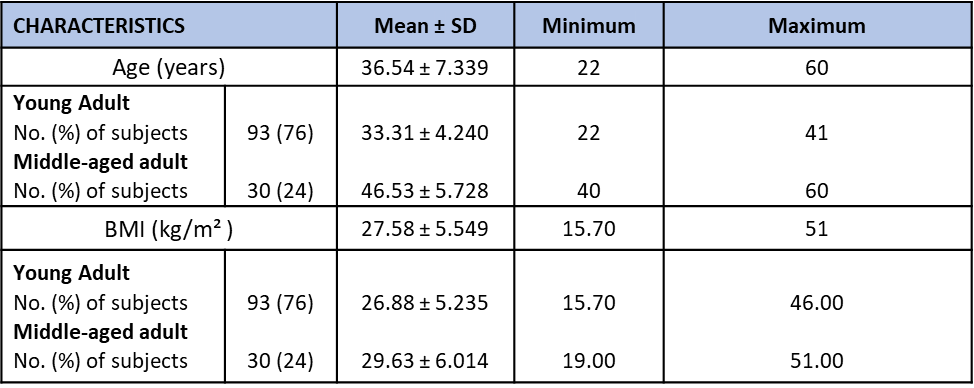 CHARACTERISTICS Mean ± SD Minimum Maximum
Age (years) 36.54 ± 7.339 22 60
Young Adult
No. (%) of subjects 93 (76) 33.31 ± 4.240 22 41
Middle-aged adult
No. (%) of subjects 30 (24) 46.53 ± 5.728 40 60
BMI (kg/m² ) 27.58 ± 5.549 15.70 51
Young Adult
No. (%) of subjects 93 (76) 26.88 ± 5.235 15.70 46.00
Middle-aged adult
No. (%) of subjects 30 (24) 29.63 ± 6.014 19.00 51.00